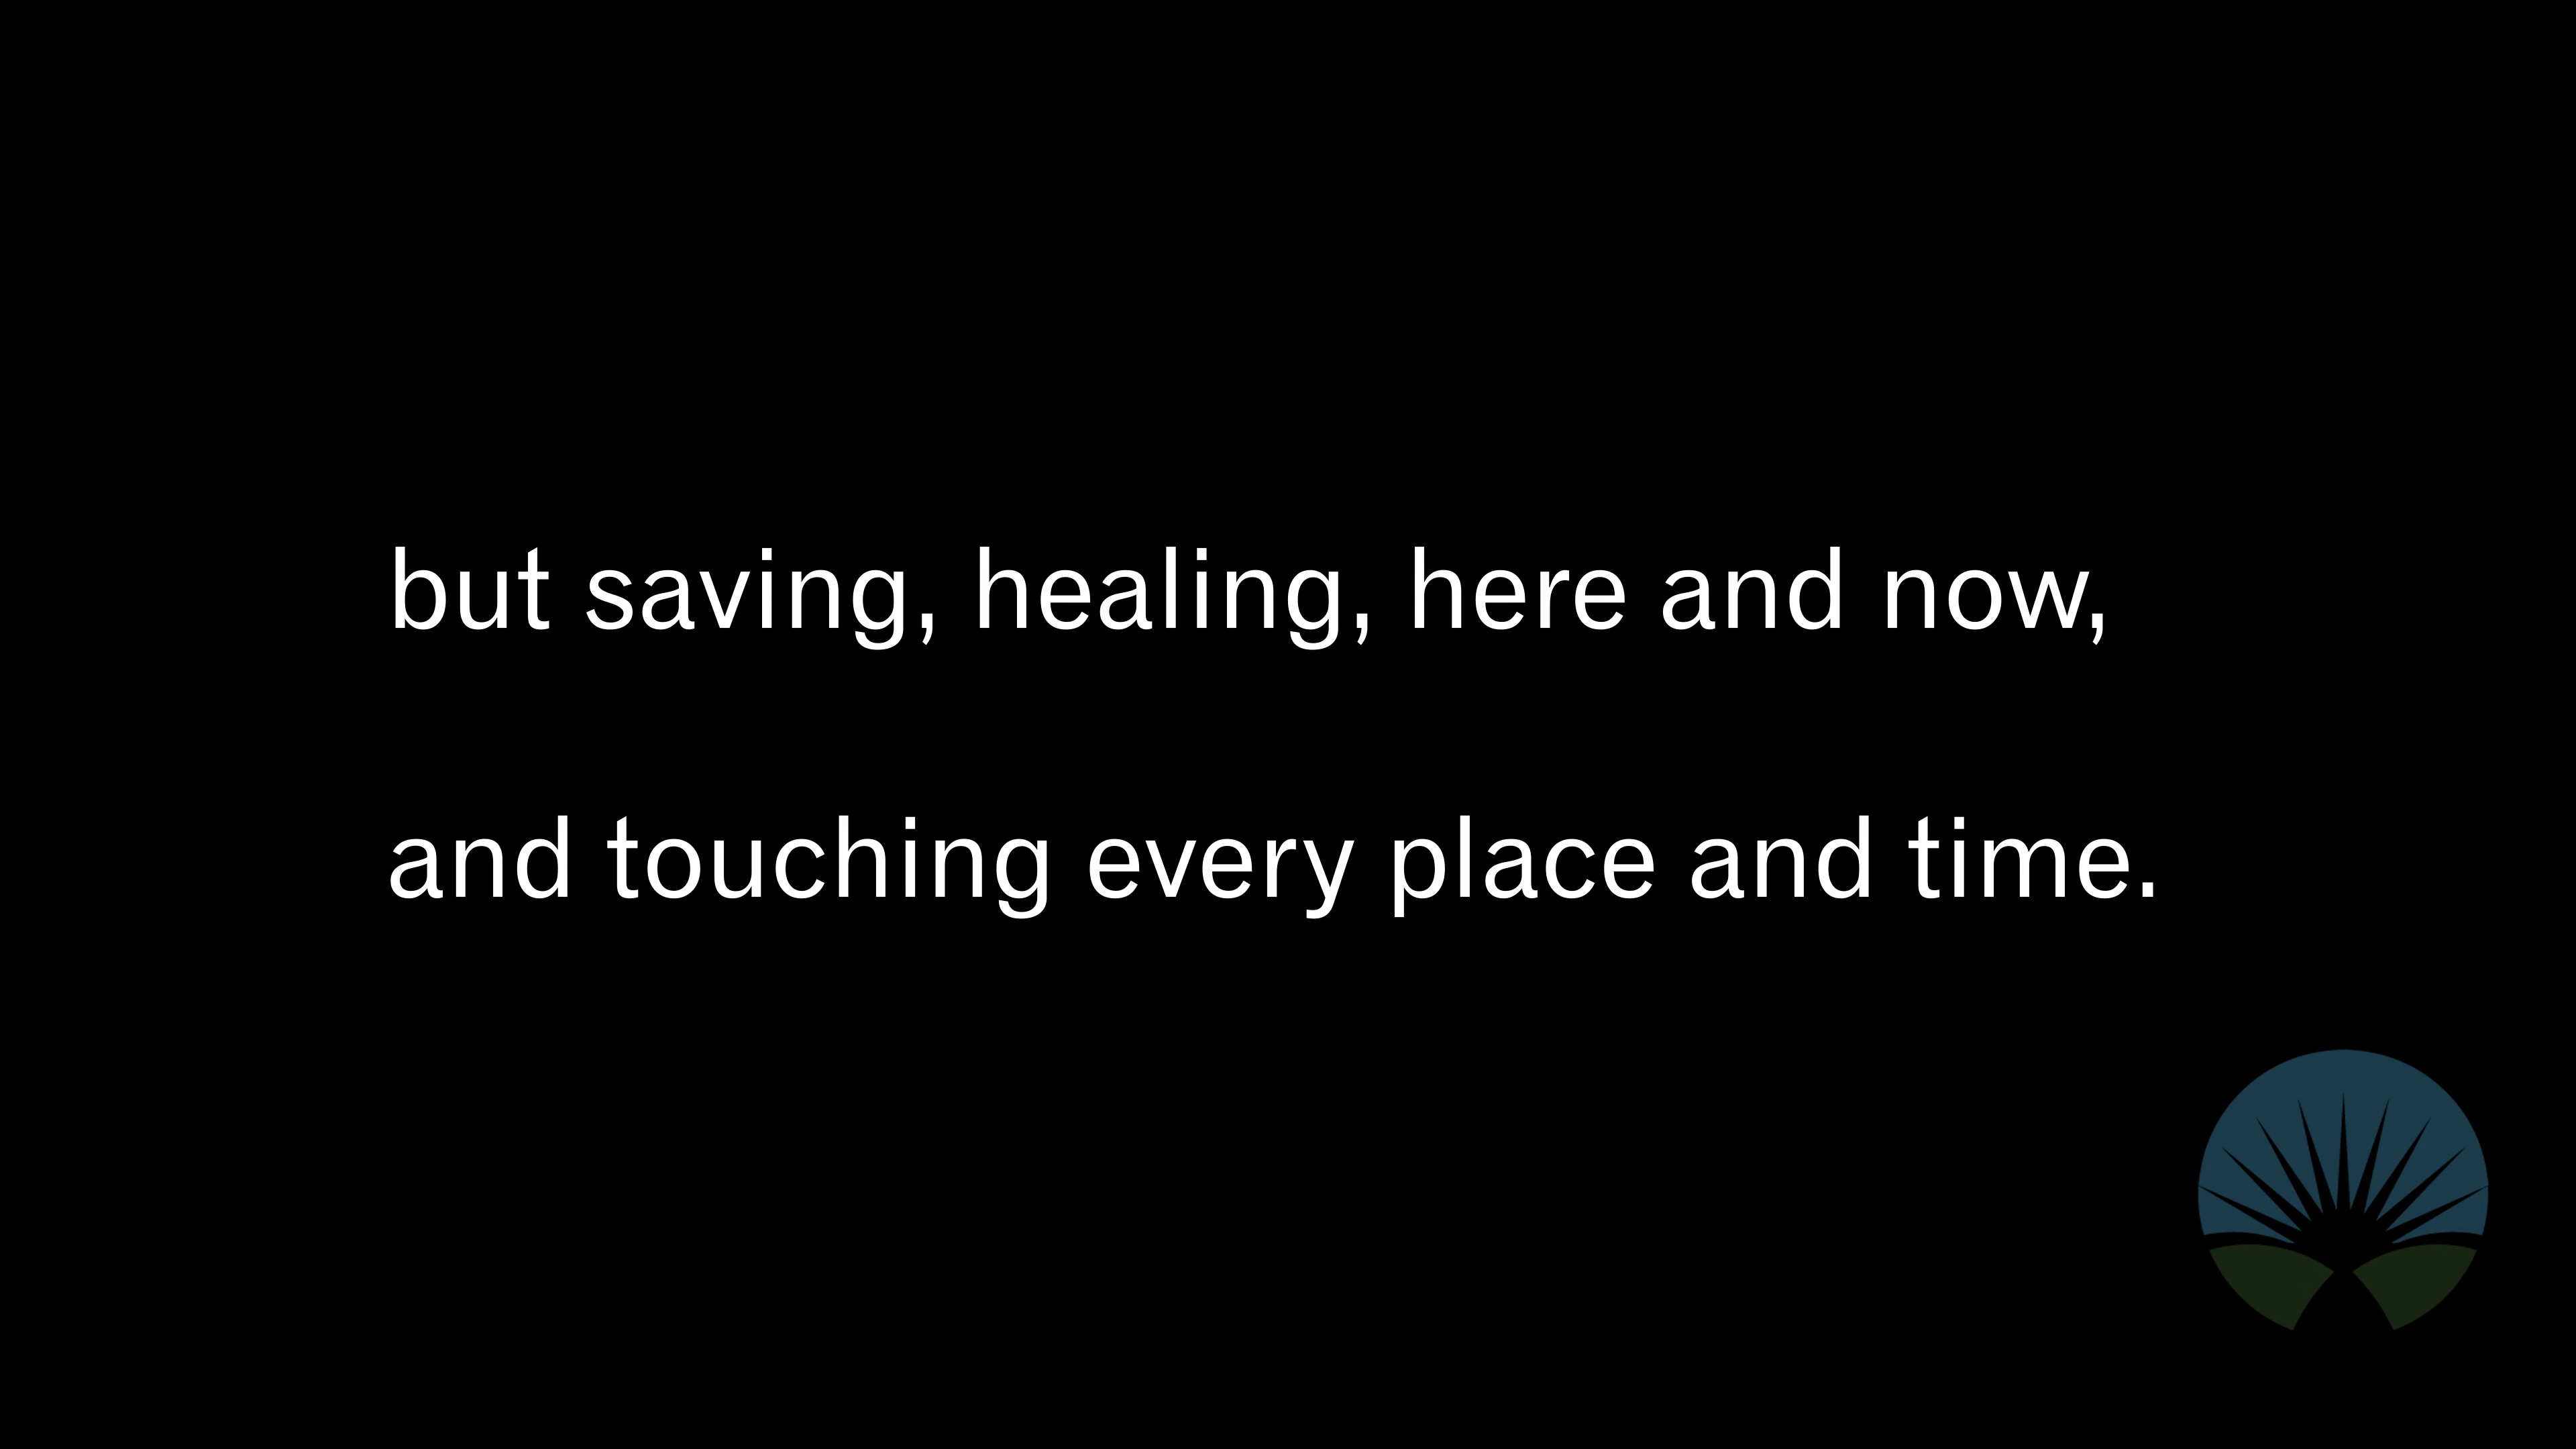 but saving, healing, here and now,
and touching every place and time.